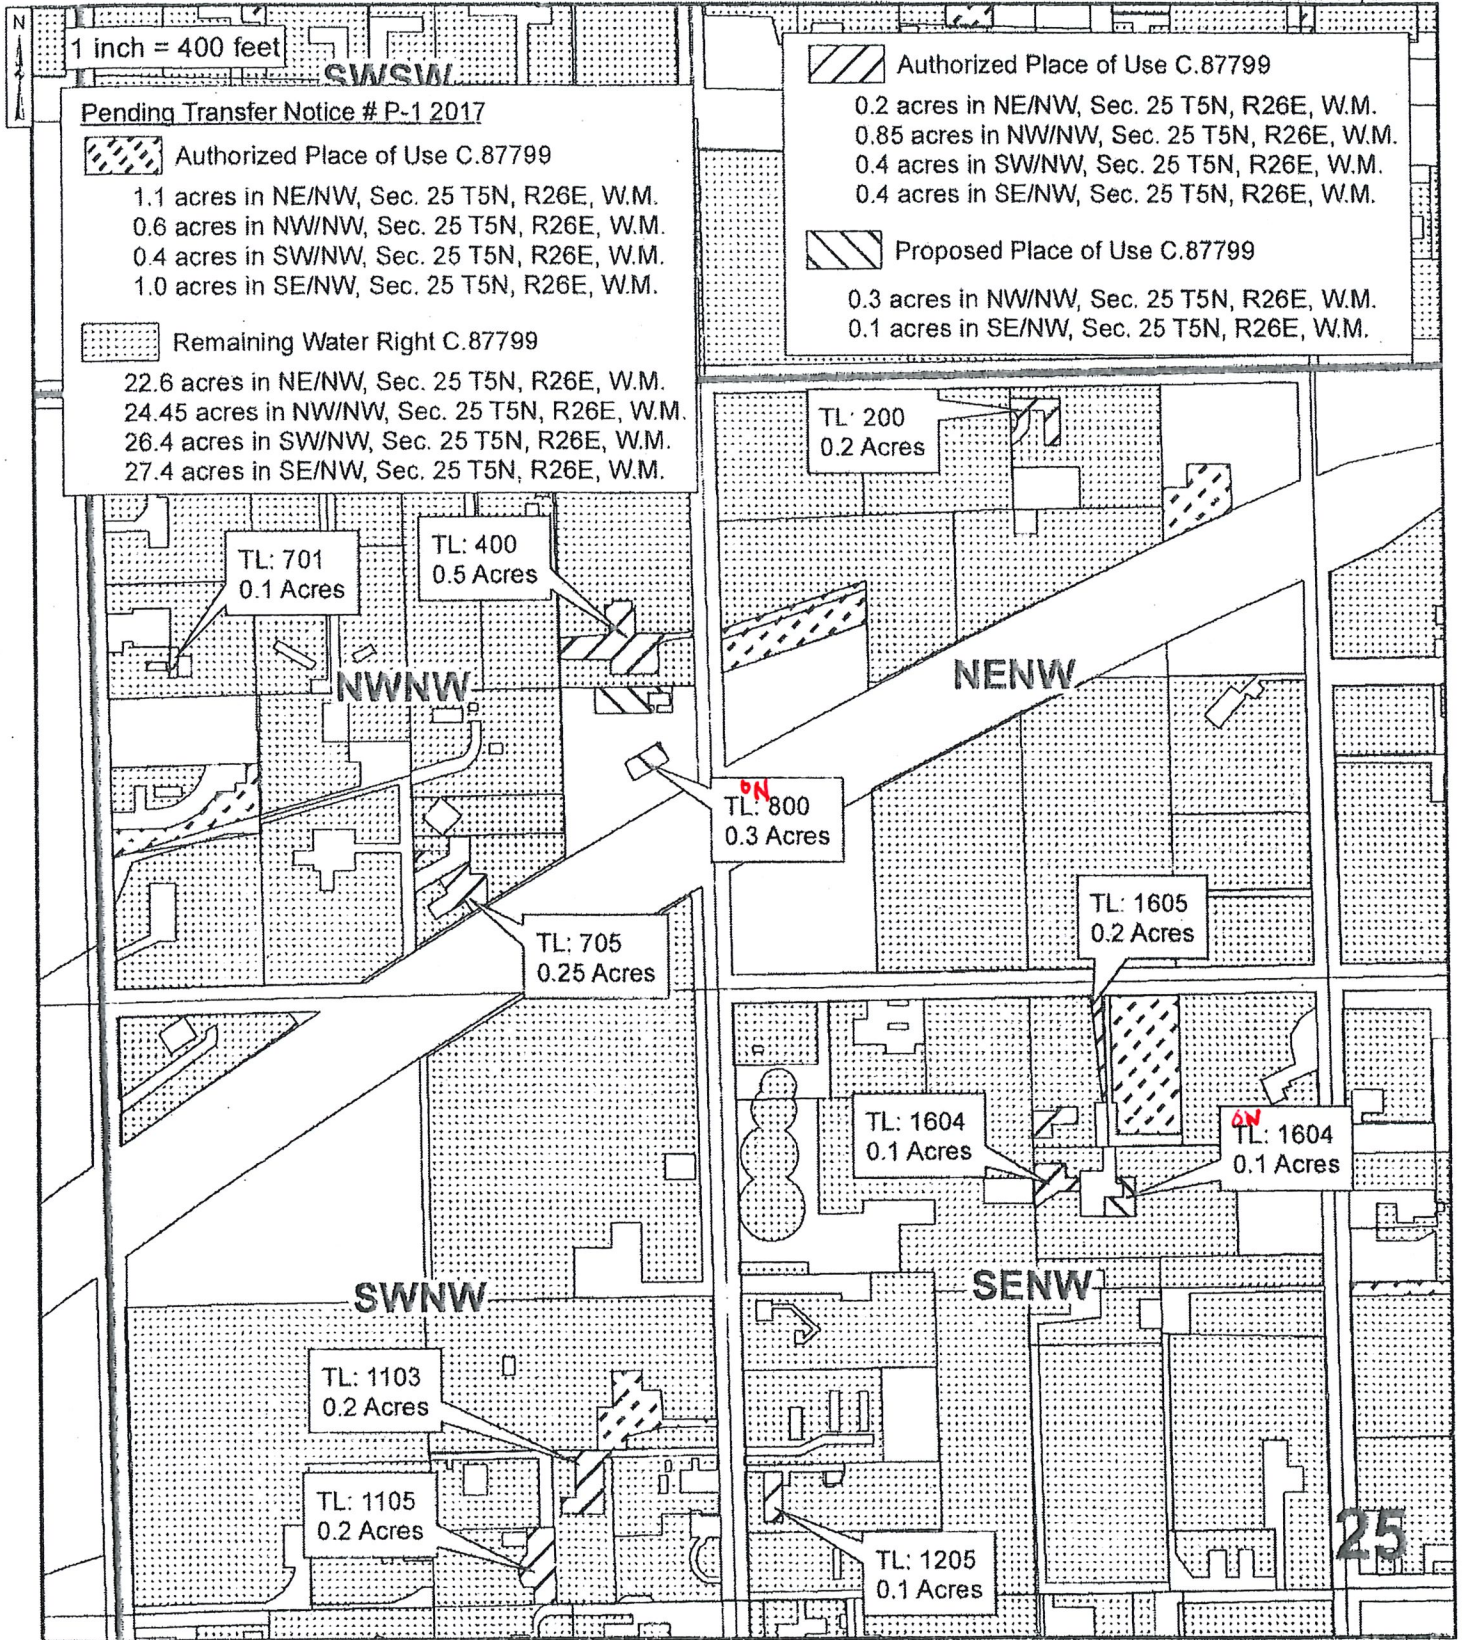 N
1 inch = 400 feet
SWSW
Pending Transfer Notice # P-1 2017
Authorized Place of Use C.87799
1.1 acres in NE/NW, Sec. 25 T5N, R26E, W.M.
0.6 acres in NW/NW, Sec. 25 T5N, R26E, W.M.
0.4 acres in SW/NW, Sec. 25 T5N, R26E, W.M.
1.0 acres in SE/NW, Sec. 25 T5N, R26E, W.M.
Remaining Water Right C.87799
22.6 acres in NE/NW, Sec. 25 T5N, R26E, W.M.
24.45 acres in NW/NW, Sec. 25 T5N, R26E, W.M.
26.4 acres in SW/NW, Sec. 25 T5N, R26E, W.M.
27.4 acres in SE/NW, Sec. 25 T5N, R26E, W.M.
Authorized Place of Use C.87799
0.2 acres in NE/NW, Sec. 25 T5N, R26E, W.M.
0.85 acres in NW/NW, Sec. 25 T5N, R26E, W.M.
0.4 acres in SW/NW, Sec. 25 T5N, R26E, W.M.
0.4 acres in SE/NW, Sec. 25 T5N, R26E, W.M.
Proposed Place of Use C.87799
0.3 acres in NW/NW, Sec. 25 T5N, R26E, W.M.
0.1 acres in SE/NW, Sec. 25 T5N, R26E, W.M.
TL: 200
0.2 Acres
TL: 701
0.1 Acres
TL: 400
0.5 Acres
NWNW
NENW
ON
TL: 800
0.3 Acres
TL: 705
0.25 Acres
TL: 1605
0.2 Acres
TL: 1604
0.1 Acres
ON
TL: 1604
0.1 Acres
SWNW
SENW
TL: 1103
0.2 Acres
TL: 1105
0.2 Acres
TL: 1205
0.1 Acres
25